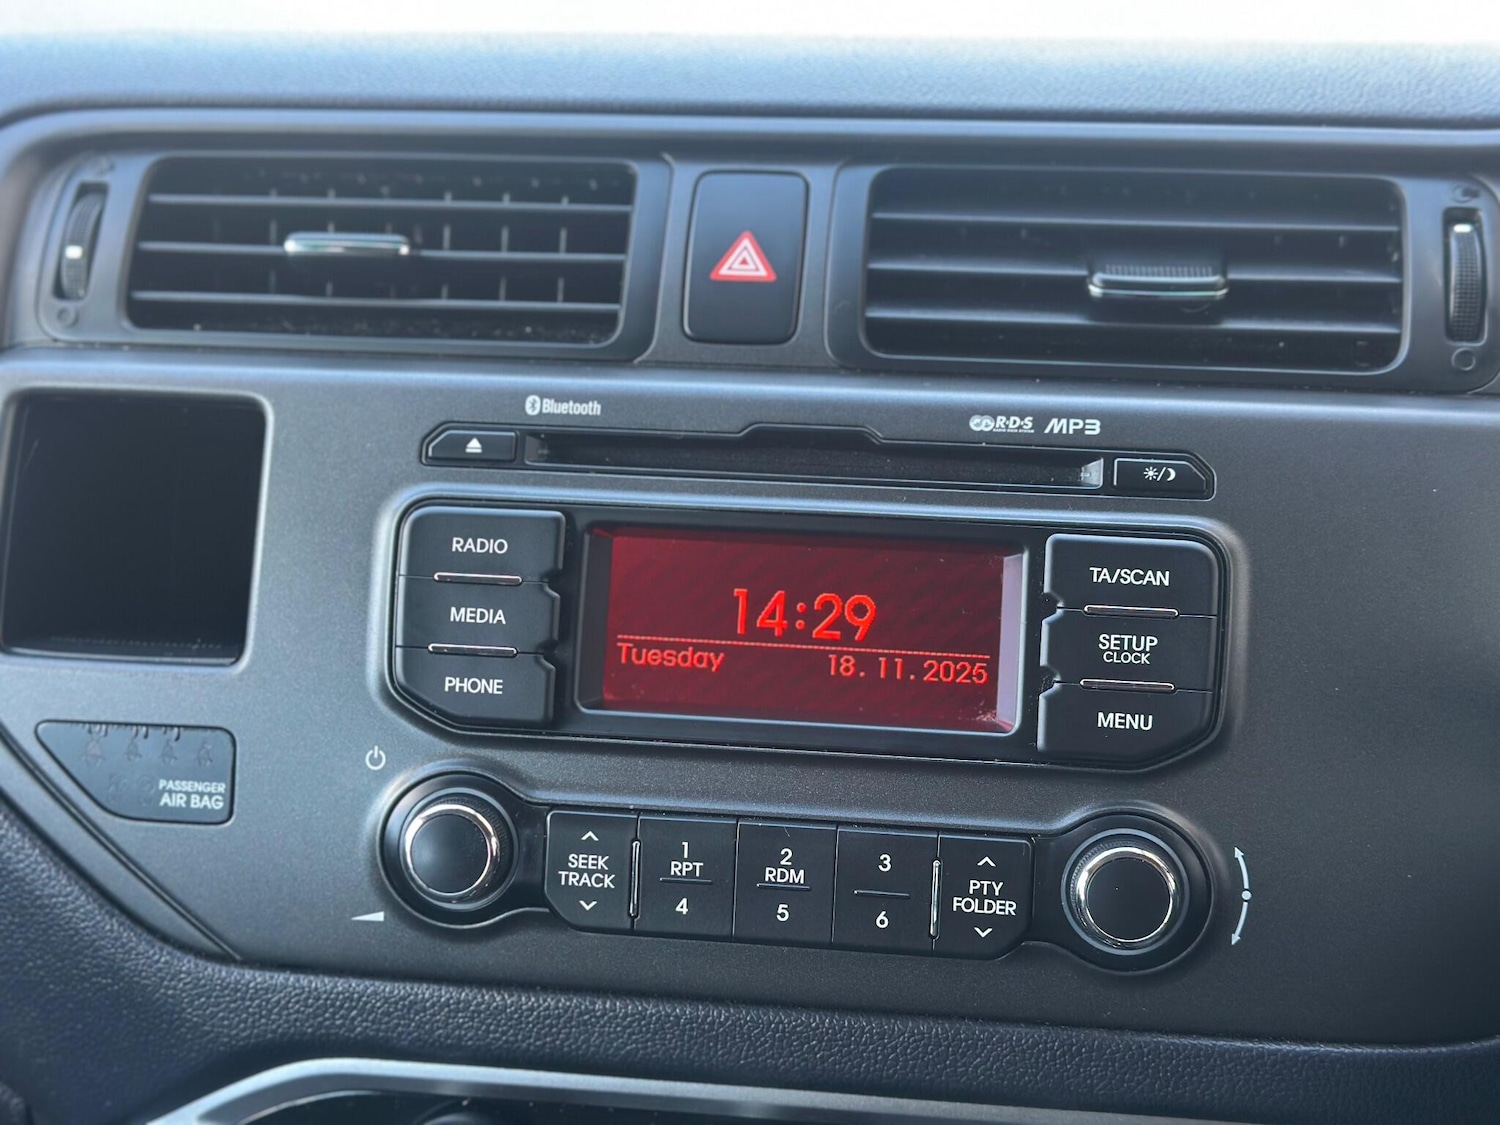 Bluetooth
R·D·S
MP3
RADIO
MEDIA
PHONE
14:29
Tuesday 18. 11. 2025
TA/SCAN
SETUP
CLOCK
MENU
PASSENGER
AIR BAG
SEEK
TRACK
1
RPT
4
2
RDM
5
3
6
PTY
FOLDER